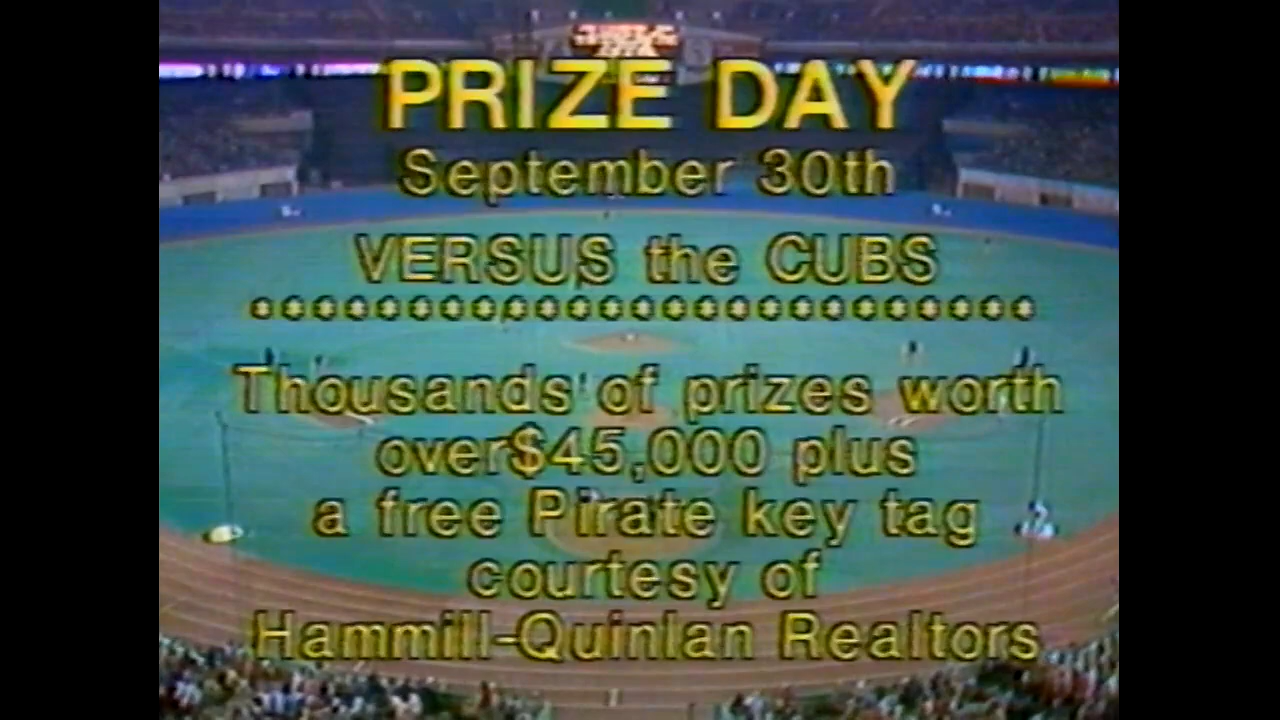 PRIZE DAY
September 30th
VERSUS the CUBS
*************************
Thousands of prizes worth
over$45,000 plus
a free Pirate key tag
courtesy of
Hammill-Quinlan Realtors